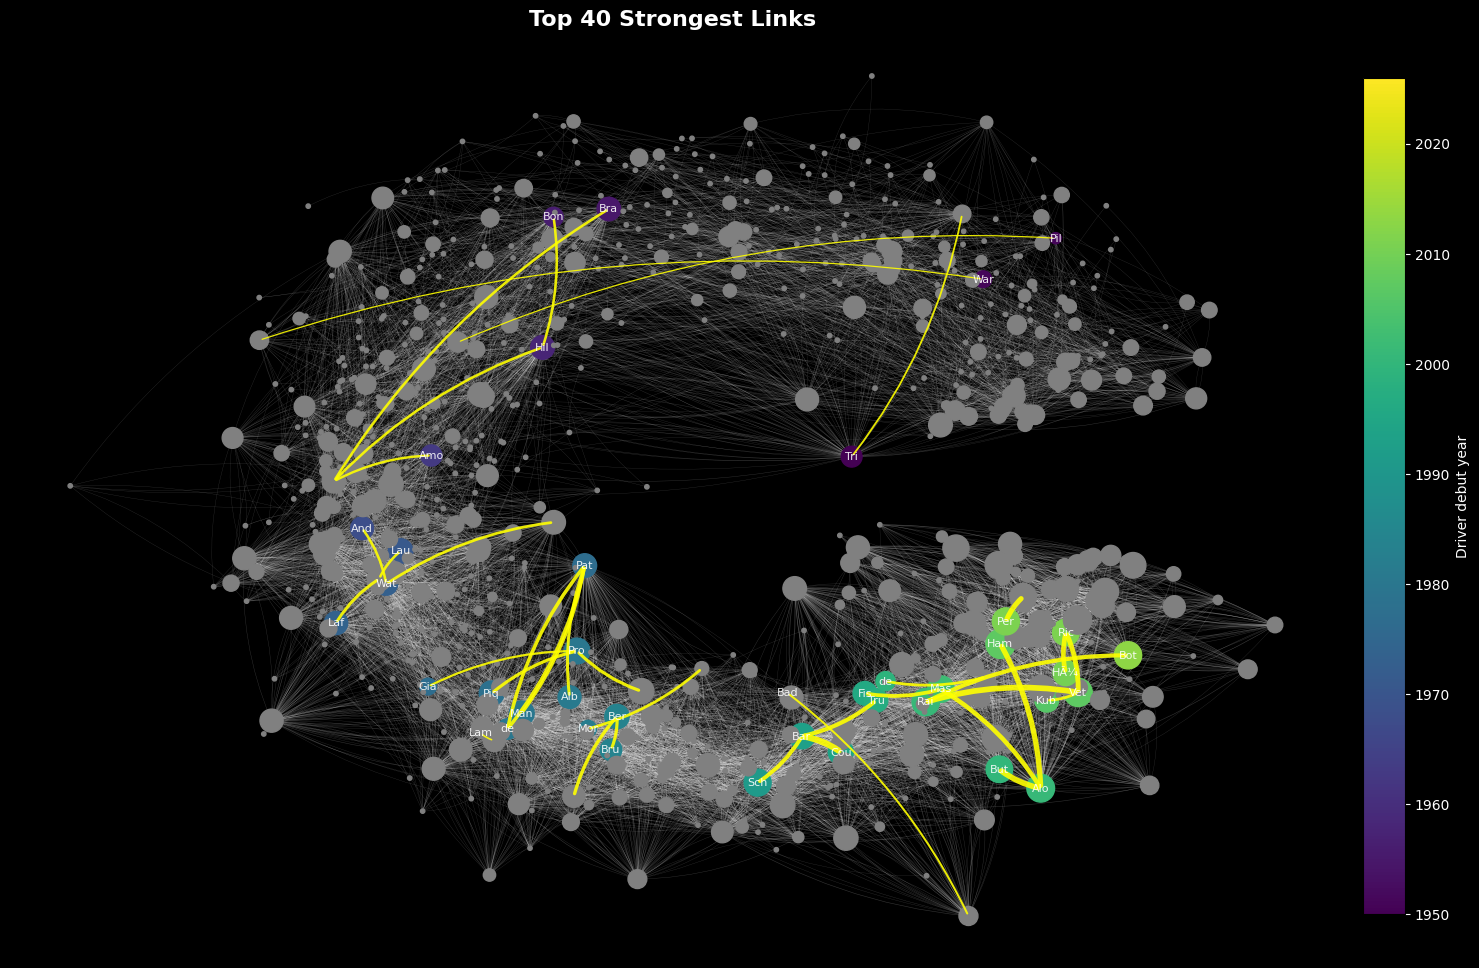 Top 40 Strongest Links
Bra
Bon
Pil
War
Hil
Amo
Tri
And
Lau
Pat
Wat
Laf
Per
Ric
Ham
Pro
Bot
HÃ¼
Gia
de
Mas
Bad
Piq
Alb
Fis
Vet
Tru
Rai
Kub
Man
Ber
Mor
de
Lam
Bar
Bru
Cou
But
Sch
Alo
2020
2010
2000
1990
1980
1970
1960
1950
Driver debut year